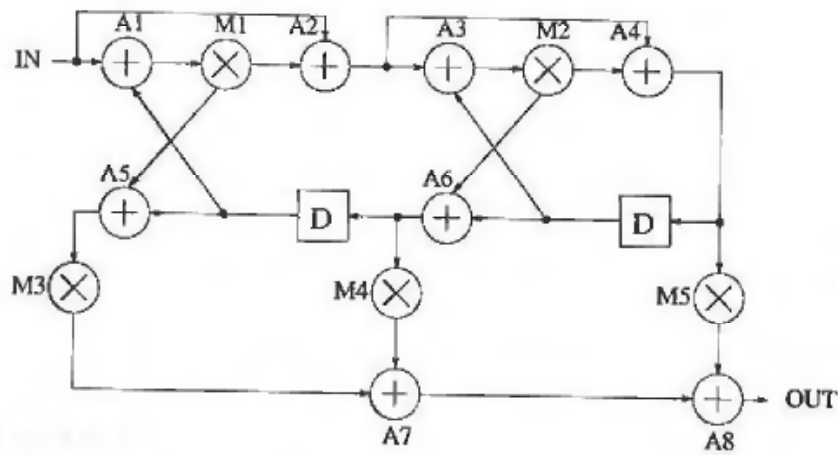 A1 M1 A2 A3 M2 A4
IN
A5 A6
D D
M3 M4 M5
OUT
A7 A8